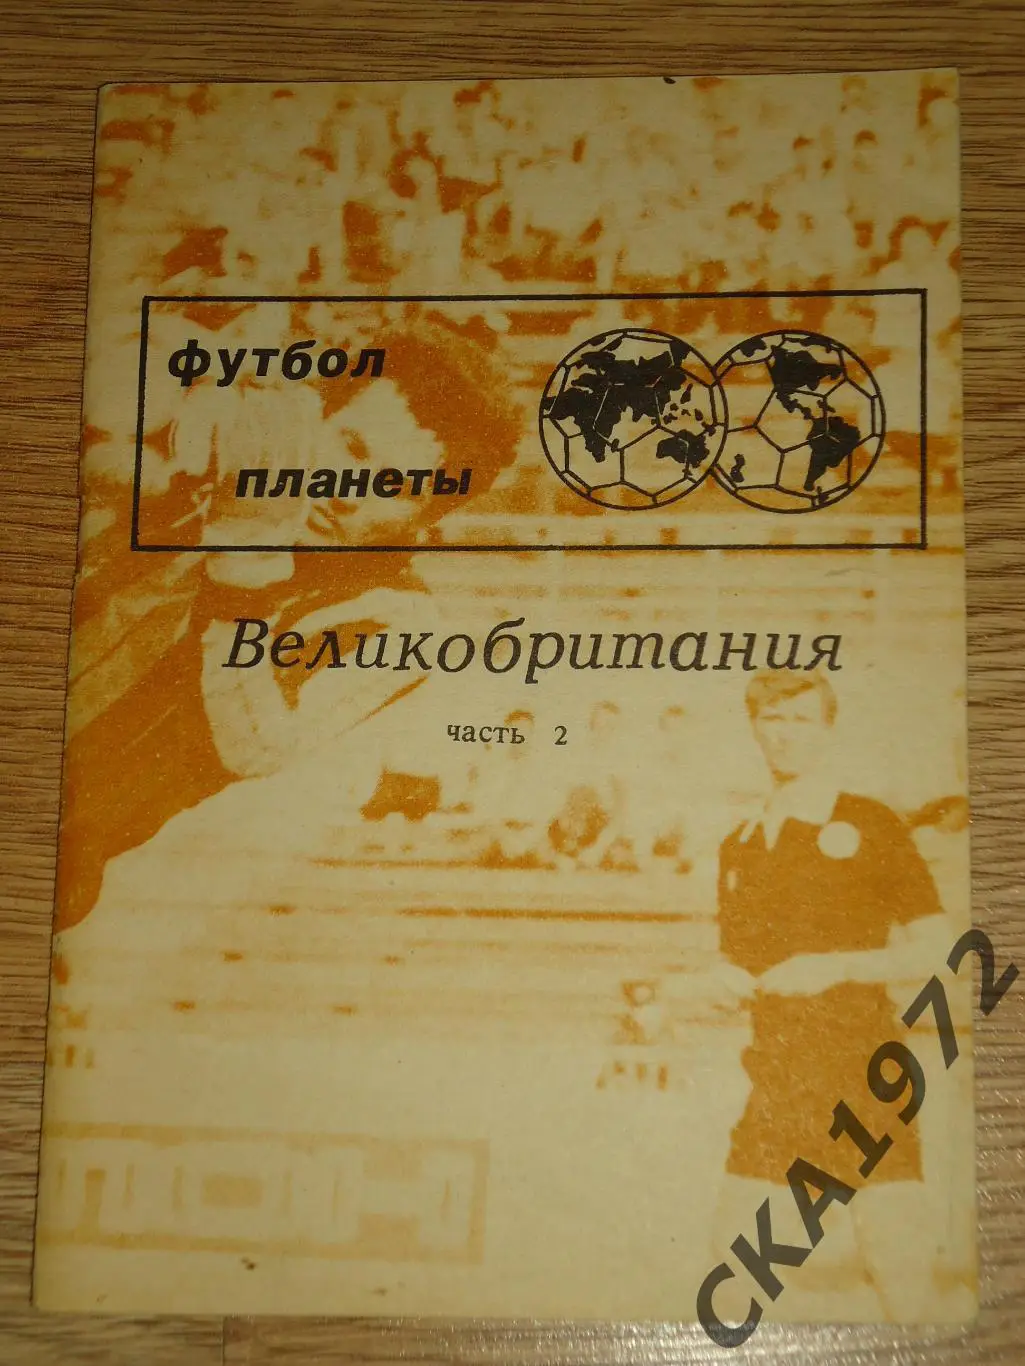 футбол
планеты
Великобритания
часть 2
СКА1972